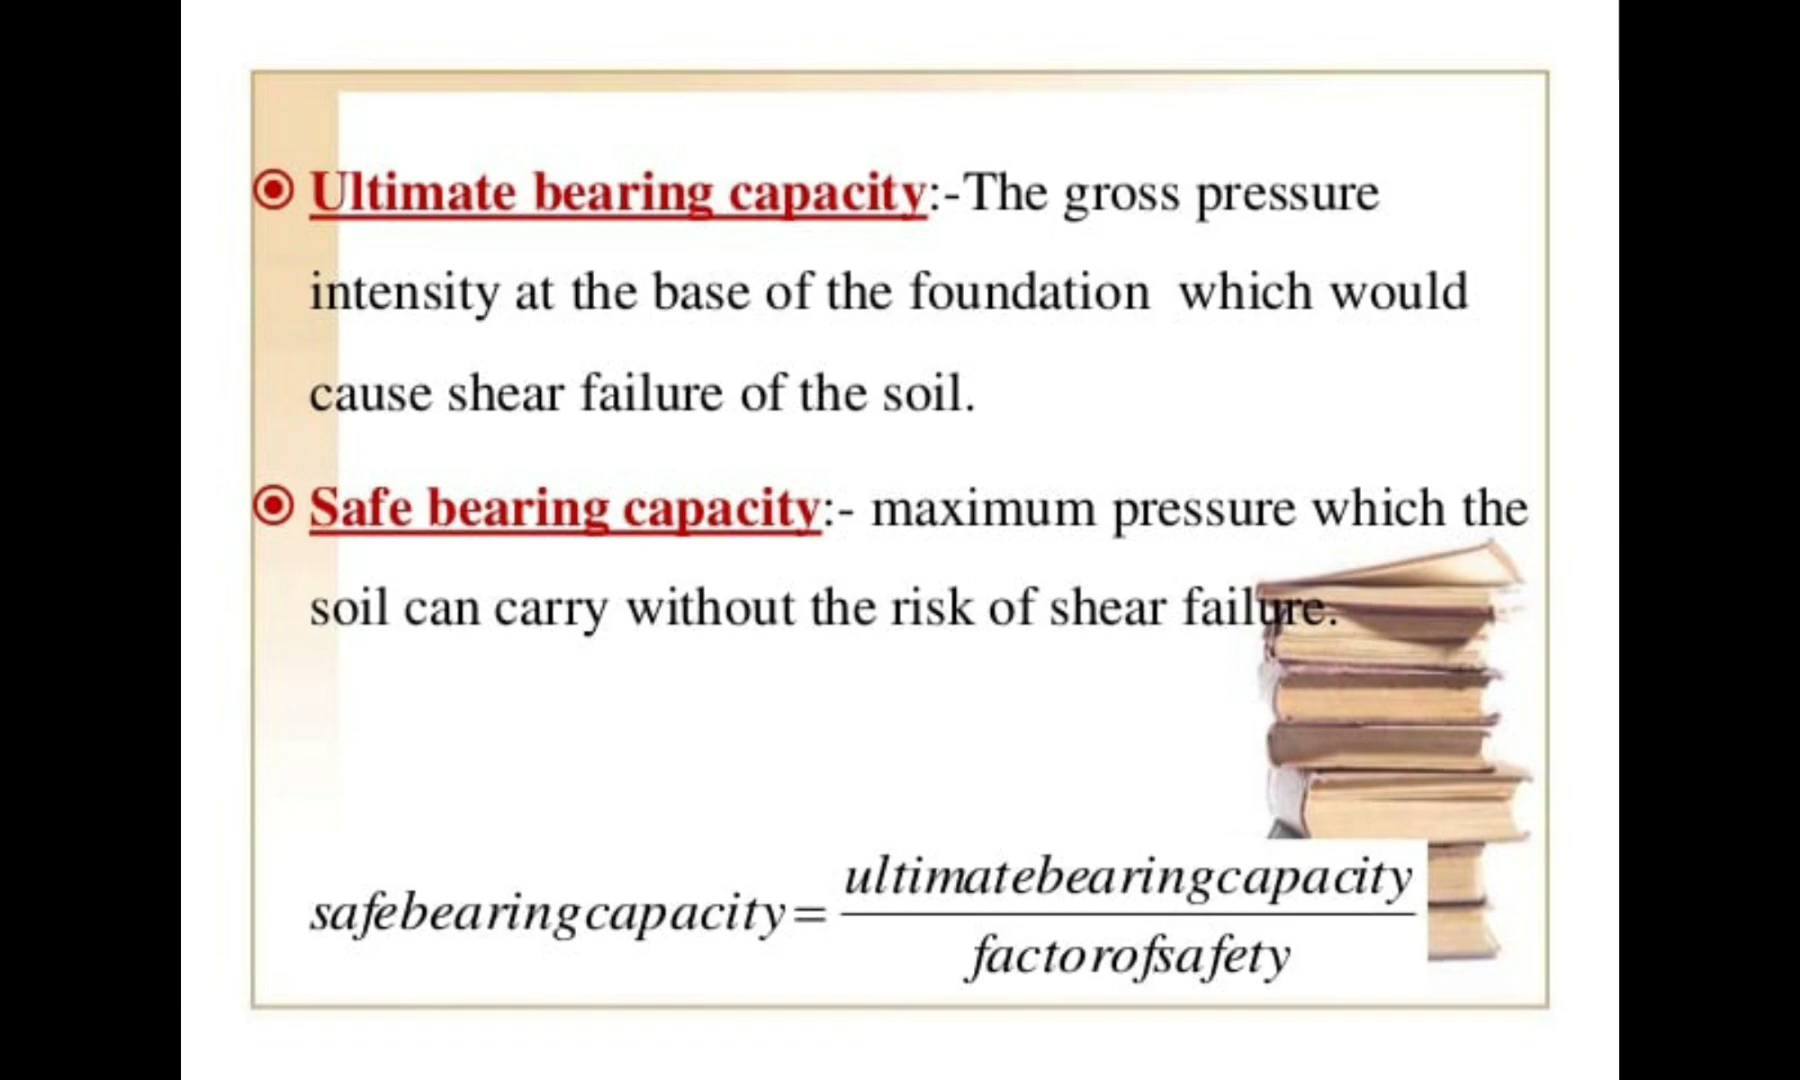 Ultimate bearing capacity:-The gross pressure
intensity at the base of the foundation which would
cause shear failure of the soil.
Safe bearing capacity:- maximum pressure which the
soil can carry without the risk of shear failure.
safebearingcapacity= ultimatebearingcapacity
factorofsafety